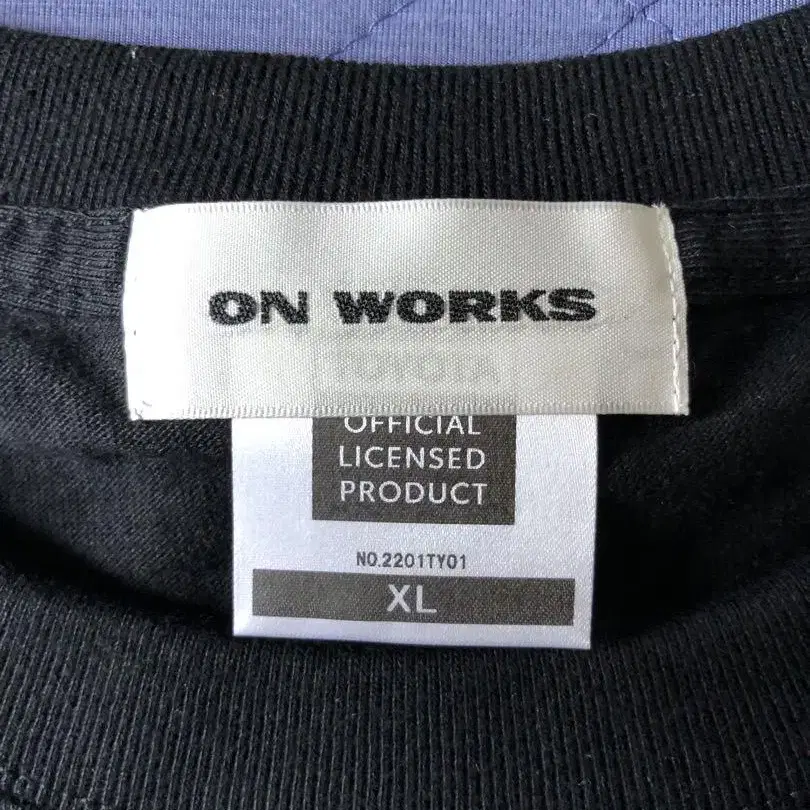 ON WORKS
TOYOTA
OFFICIAL
LICENSED
PRODUCT
NO.2201TY01
XL